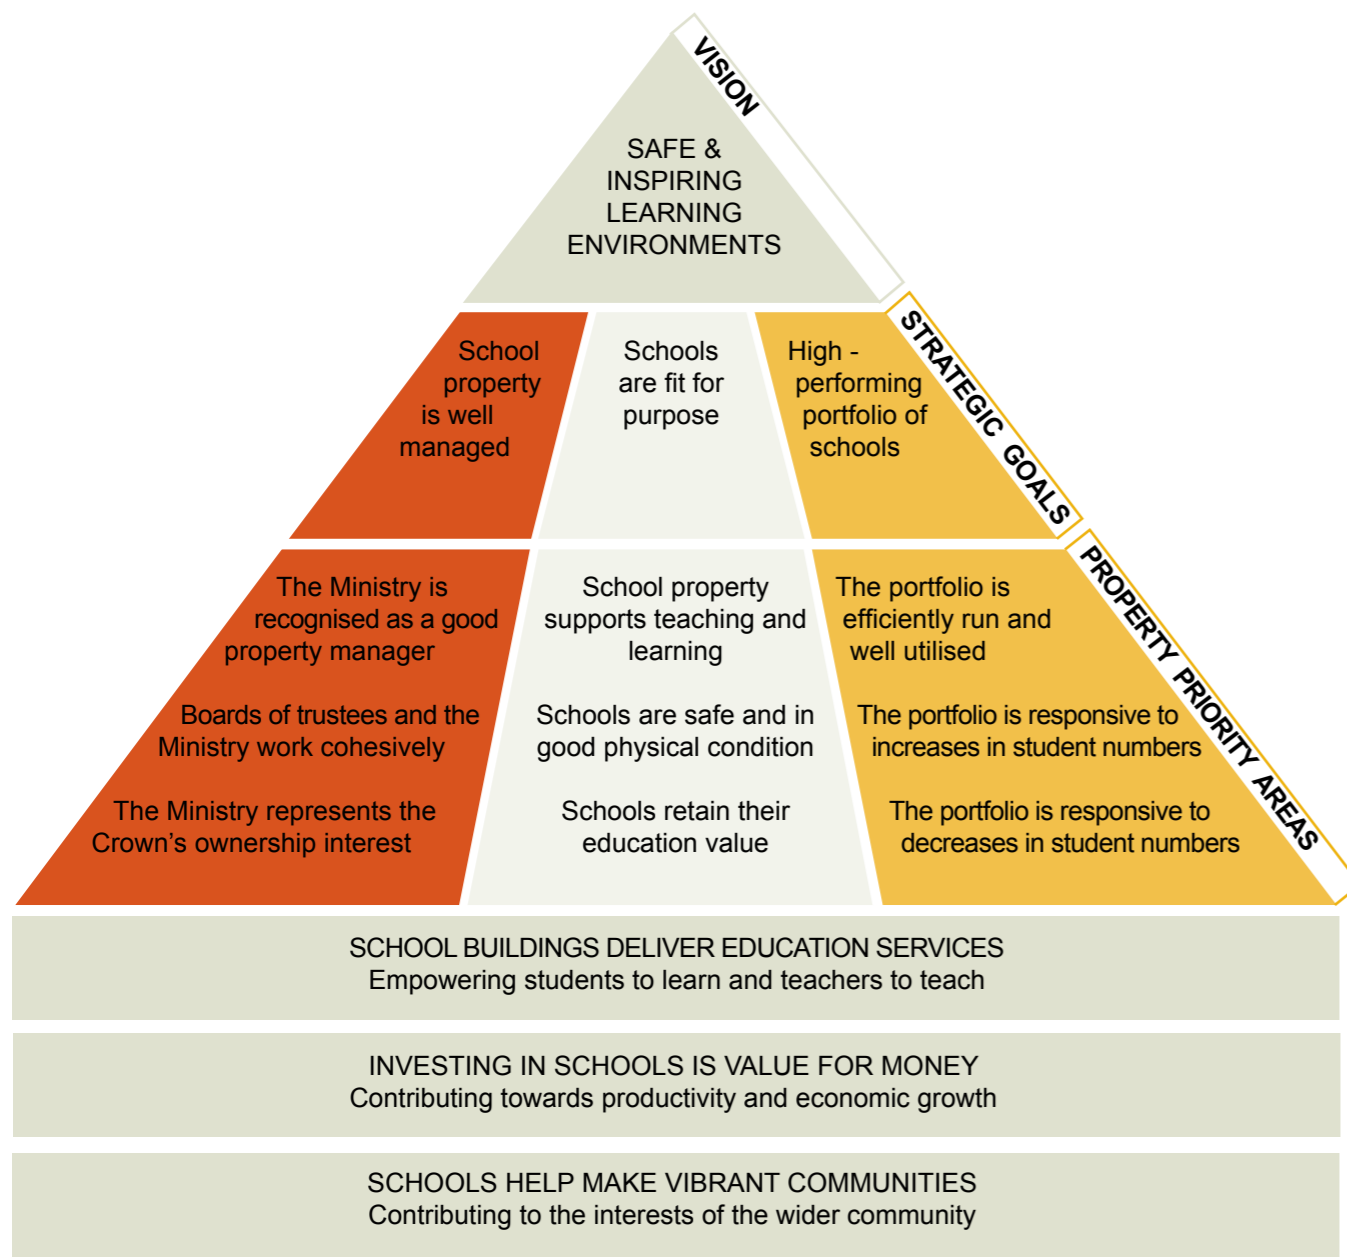 VISION
SAFE &
INSPIRING
LEARNING
ENVIRONMENTS
STRATEGIC GOALS
School
property
is well
managed
Schools
are fit for
purpose
High -
performing
portfolio of
schools
PROPERTY PRIORITY AREAS
The Ministry is
recognised as a good
property manager
Boards of trustees and the
Ministry work cohesively
The Ministry represents the
Crown’s ownership interest
School property
supports teaching and
learning
Schools are safe and in
good physical condition
Schools retain their
education value
The portfolio is
efficiently run and
well utilised
The portfolio is responsive to
increases in student numbers
The portfolio is responsive to
decreases in student numbers
SCHOOL BUILDINGS DELIVER EDUCATION SERVICES
Empowering students to learn and teachers to teach
INVESTING IN SCHOOLS IS VALUE FOR MONEY
Contributing towards productivity and economic growth
SCHOOLS HELP MAKE VIBRANT COMMUNITIES
Contributing to the interests of the wider community